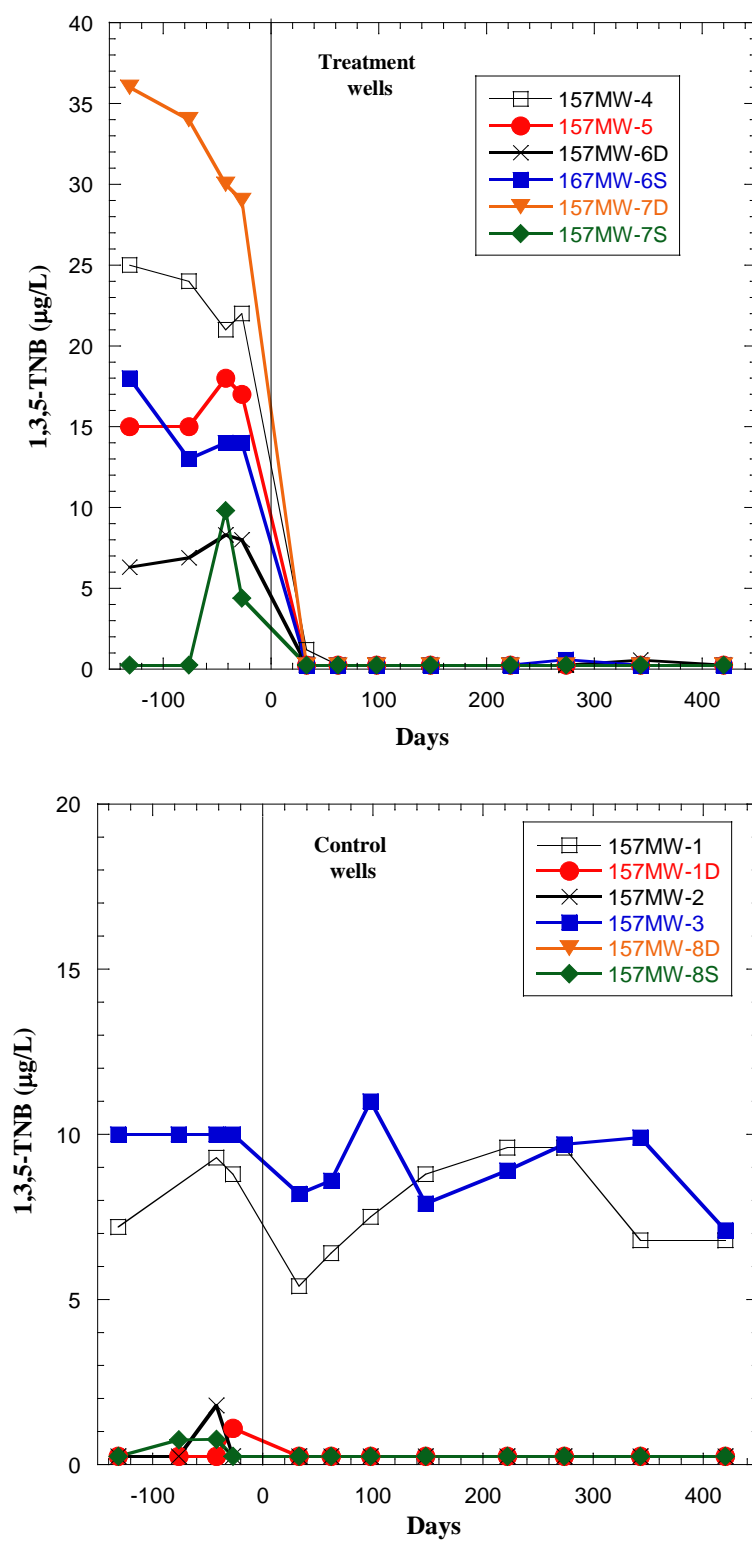 40
35
30
25
20
15
10
5
0
1,3,5-TNB (µg/L)
Treatment
wells
157MW-4
157MW-5
157MW-6D
167MW-6S
157MW-7D
157MW-7S
-100 0 100 200 300 400
Days
20
15
10
5
0
1,3,5-TNB (µg/L)
Control
wells
157MW-1
157MW-1D
157MW-2
157MW-3
157MW-8D
157MW-8S
-100 0 100 200 300 400
Days